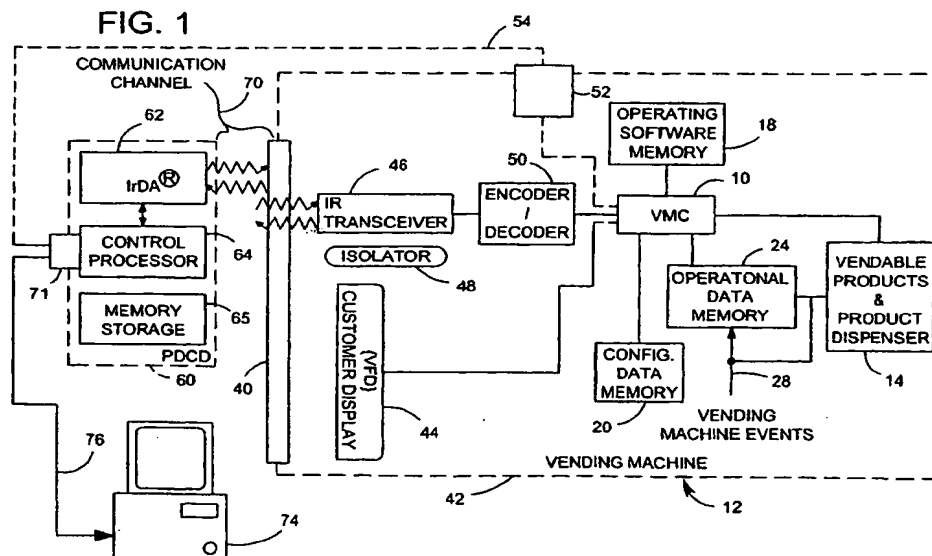 FIG. 1
54
COMMUNICATION
CHANNEL
70
52
62
IrDA®
46
IR
TRANSCEIVER
50
ENCODER
/
DECODER
OPERATING
SOFTWARE
MEMORY
18
10
VMC
CONTROL
PROCESSOR
64
71
ISOLATOR
48
24
OPERATONAL
DATA
MEMORY
VENDABLE
PRODUCTS
&
PRODUCT
DISPENSER
14
MEMORY
STORAGE
65
PDCD
60
40
CUSTOMER DISPLAY
(VFD)
44
CONFIG.
DATA
MEMORY
20
28
VENDING
MACHINE EVENTS
VENDING MACHINE
42
12
76
74